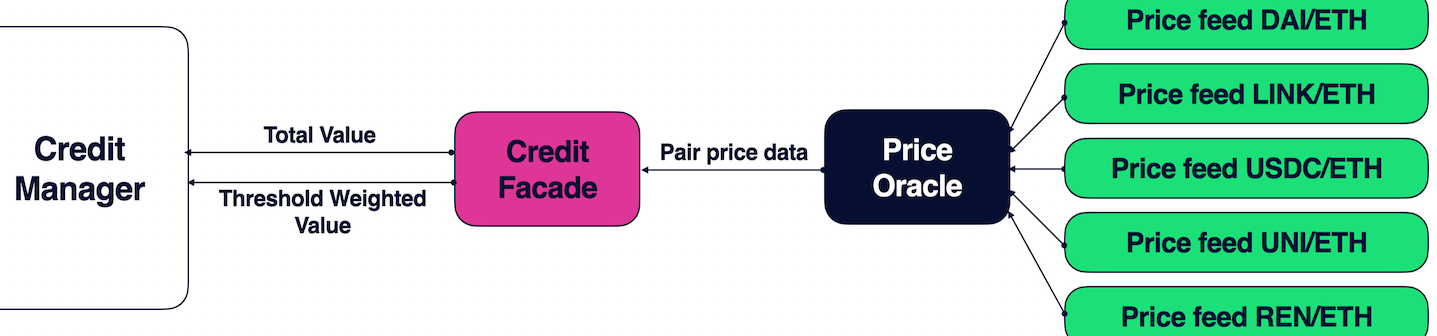 Credit
Manager
Total Value
Threshold Weighted
Value
Credit
Facade
Pair price data
Price
Oracle
Price feed DAI/ETH
Price feed LINK/ETH
Price feed USDC/ETH
Price feed UNI/ETH
Price feed REN/ETH